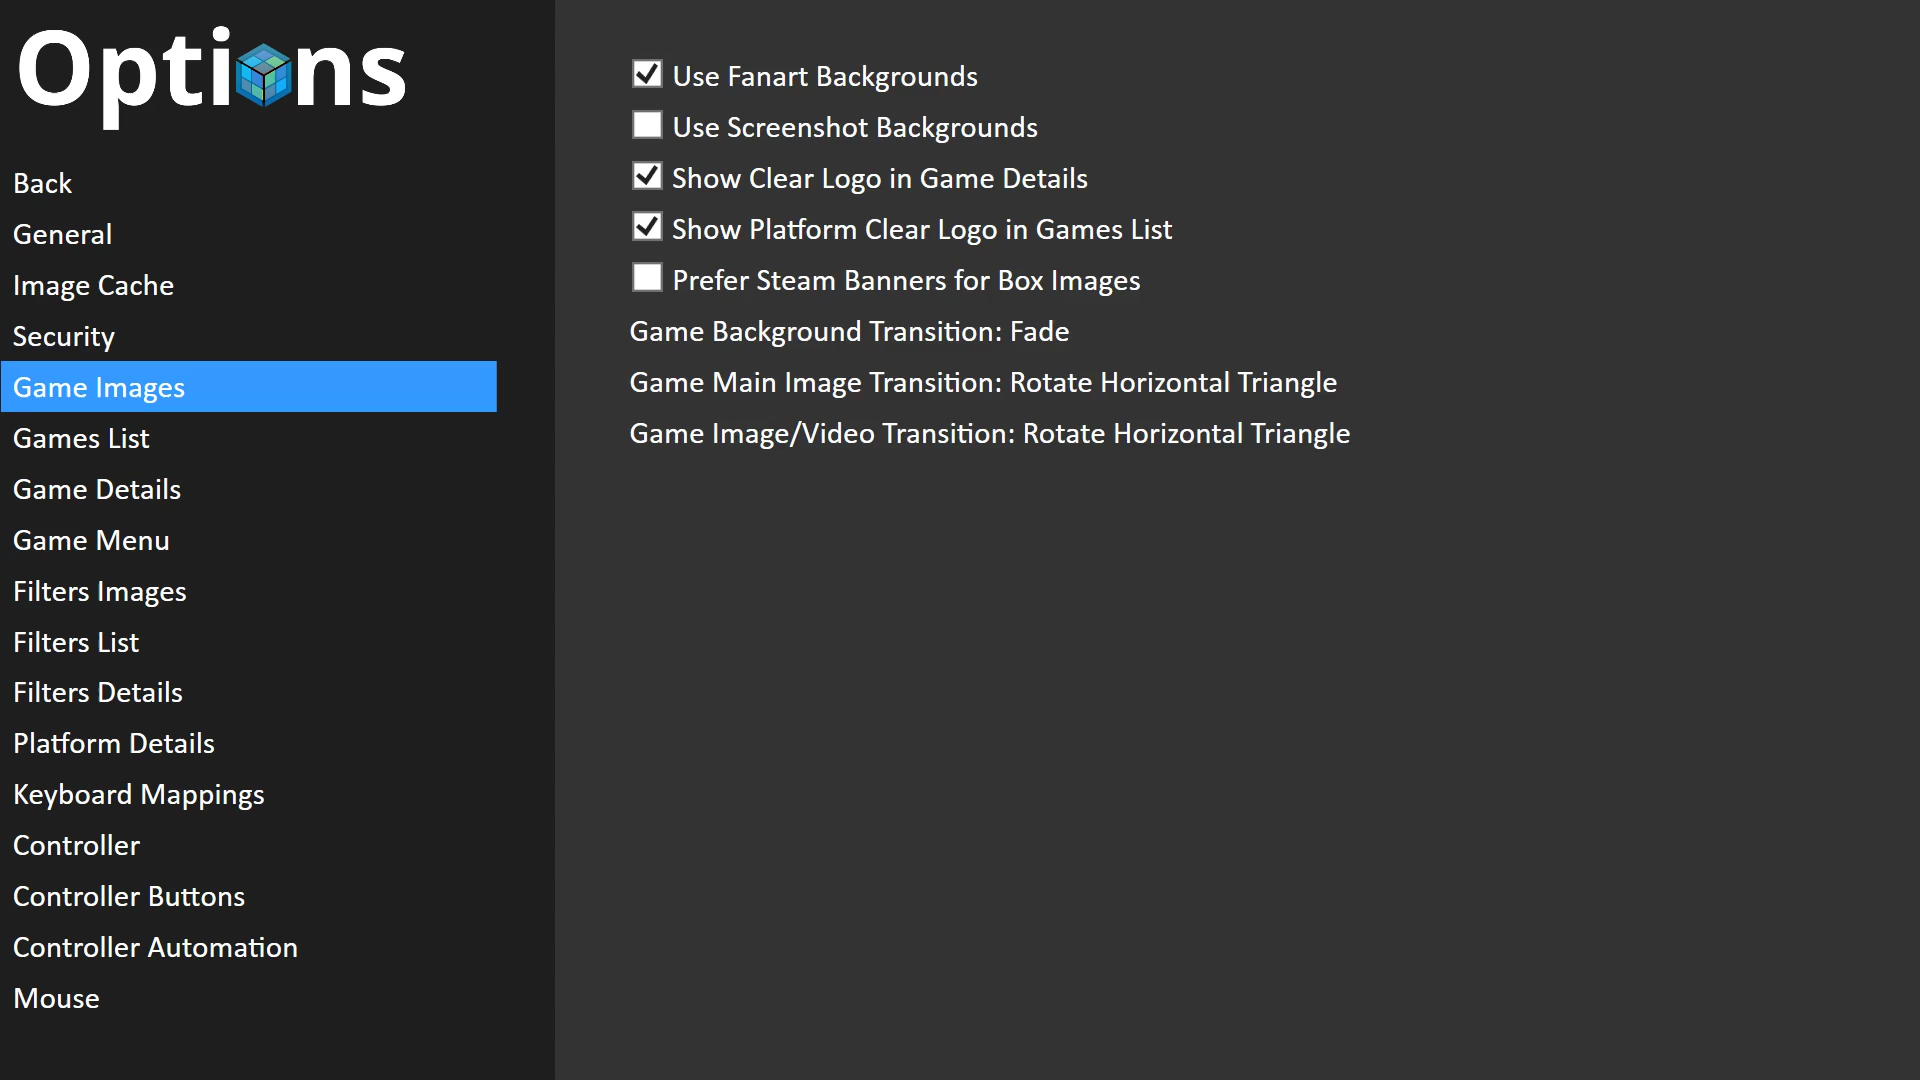 Options
Back
General
Image Cache
Security
Game Images
Games List
Game Details
Game Menu
Filters Images
Filters List
Filters Details
Platform Details
Keyboard Mappings
Controller
Controller Buttons
Controller Automation
Mouse
Use Fanart Backgrounds
Use Screenshot Backgrounds
Show Clear Logo in Game Details
Show Platform Clear Logo in Games List
Prefer Steam Banners for Box Images
Game Background Transition: Fade
Game Main Image Transition: Rotate Horizontal Triangle
Game Image/Video Transition: Rotate Horizontal Triangle